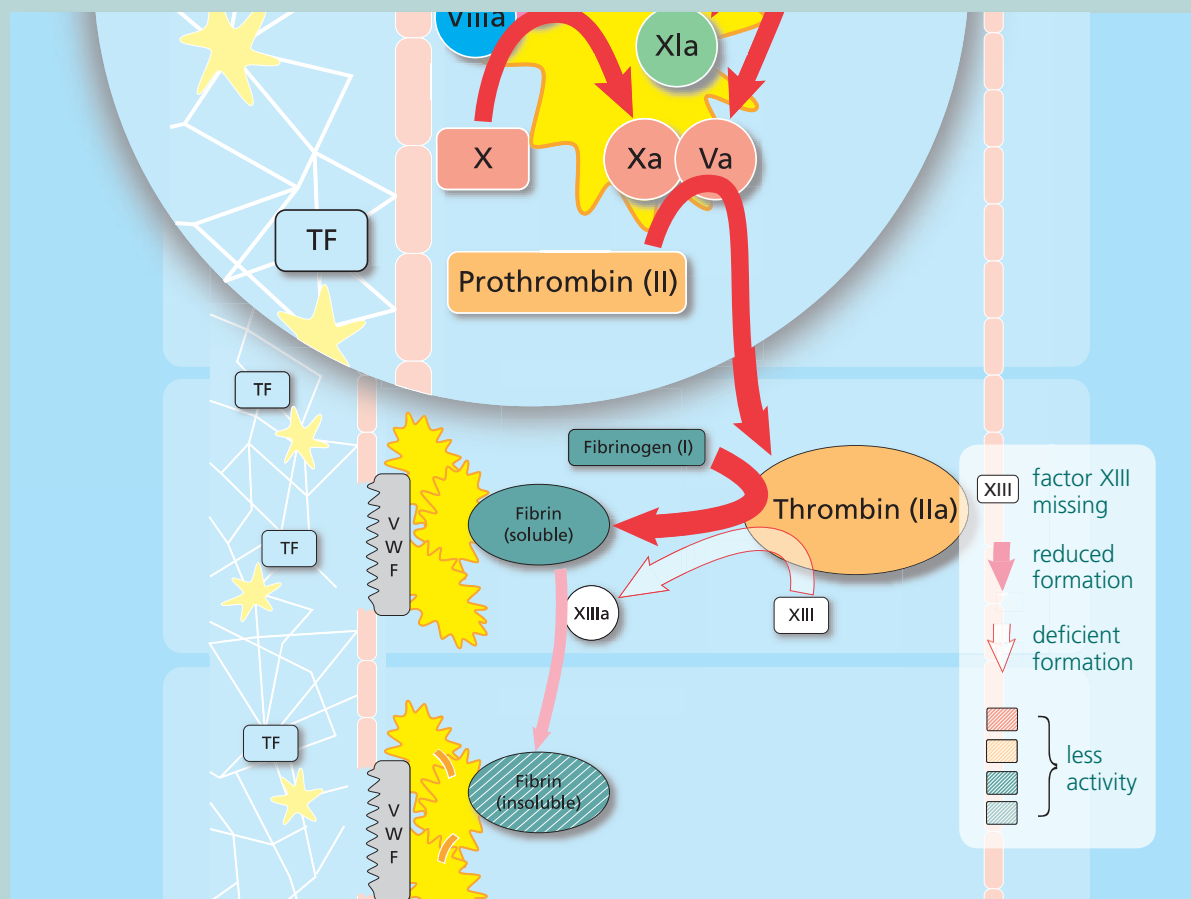 VIIIa
XIa
X
Xa
Va
TF
Prothrombin (II)
TF
Fibrinogen (I)
Thrombin (IIa)
Fibrin
(soluble)
V
W
F
TF
XIIIa
XIII
XIII
factor XIII
missing
reduced
formation
deficient
formation
less
activity
TF
Fibrin
(insoluble)
V
W
F